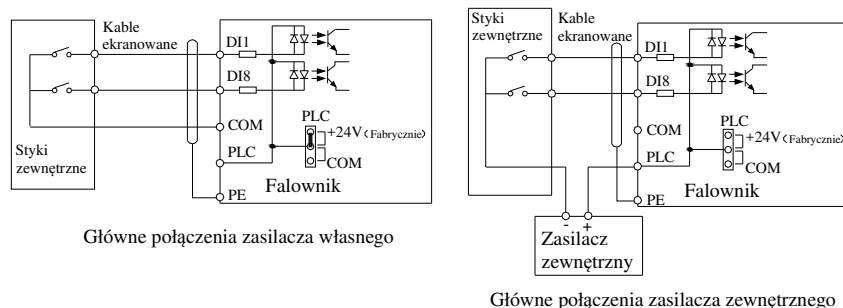 Kable
ekranowane
DI1
DI8
COM
PLC
PE
PLC
+24V (Fabrycznie)
COM
Styki
zewnętrzne
Falownik
Główne połączenia zasilacza własnego
Styki
zewnętrzne
Kable
ekranowane
DI1
DI8
COM
PLC
PE
PLC
+24V (Fabrycznie)
COM
Falownik
- +
Zasilacz
zewnętrzny
Główne połączenia zasilacza zewnętrznego